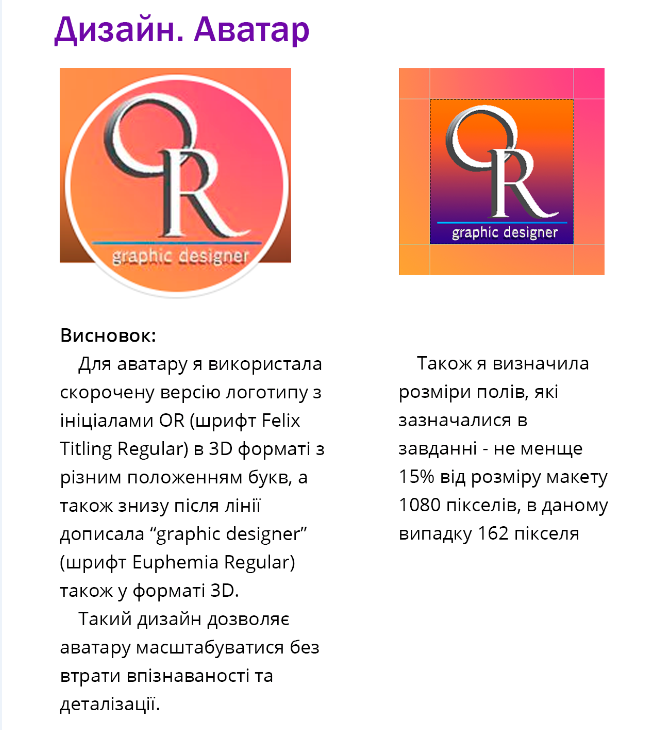 Дизайн. Аватар
OR
graphic designer
OR
graphic designer
Висновок:
Для аватару я використала
скорочену версію логотипу з
ініціалами OR (шрифт Felix
Titling Regular) в 3D форматі з
різним положенням букв, а
також знизу після лінії
дописала “graphic designer”
(шрифт Euphemia Regular)
також у форматі 3D.
Такий дизайн дозволяє
аватару масштабуватися без
втрати впізнаваності та
деталізації.
Також я визначила
розміри полів, які
зазначалися в
завданні - не менще
15% від розміру макету
1080 пікселів, в даному
випадку 162 пікселя